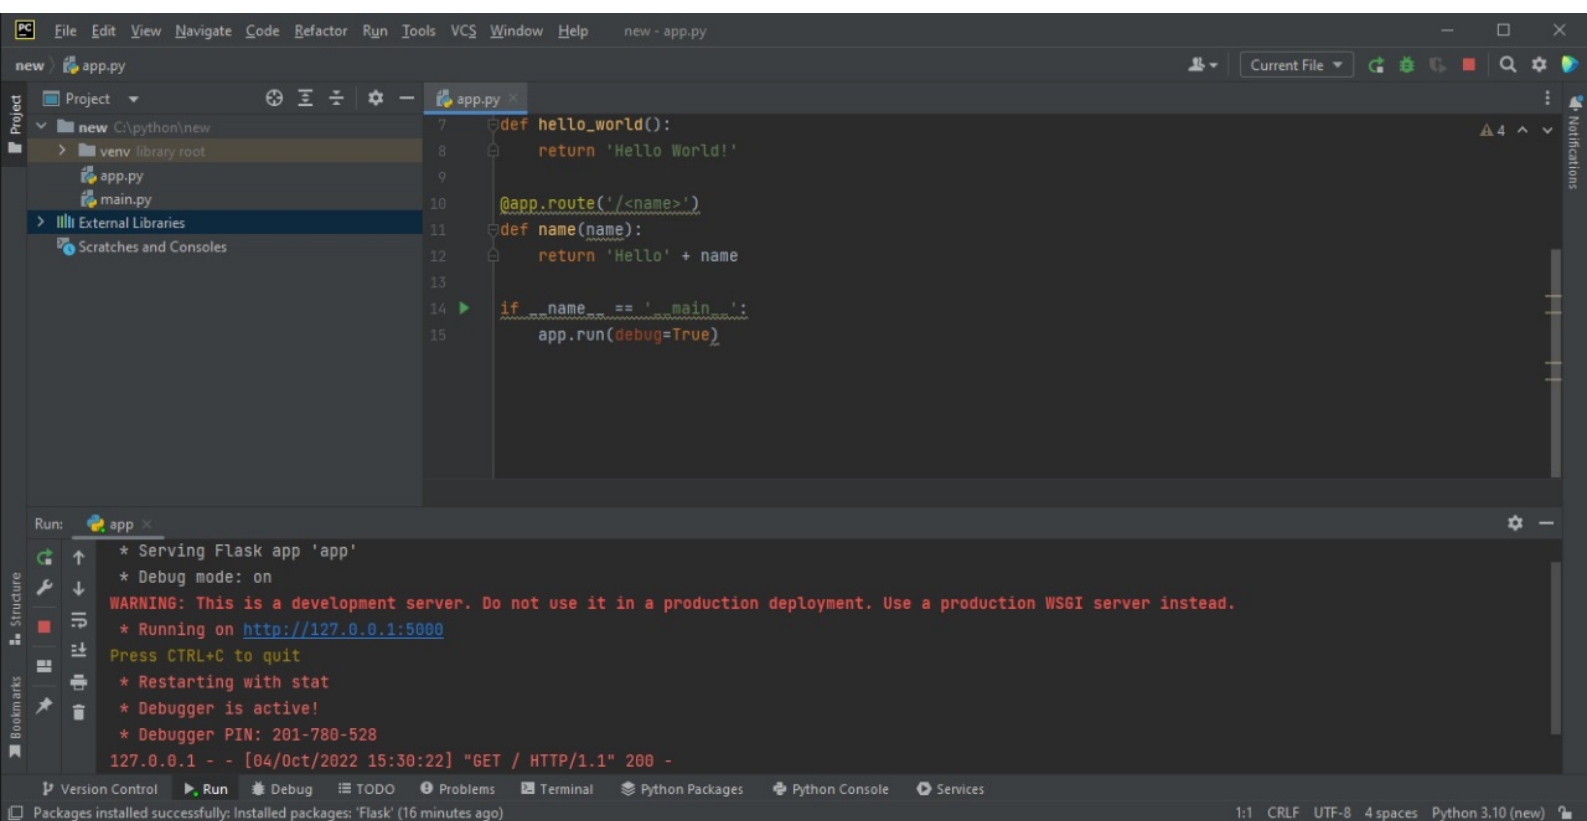 PC File Edit View Navigate Code Refactor Run Tools VCS Window Help new - app.py
new app.py Current File
Project
Project
app.py
new C:\python\new
venv library root
app.py
main.py
External Libraries
Scratches and Consoles
7 def hello_world():
8 return 'Hello World!'
9
10 @app.route('/<name>')
11 def name(name):
12 return 'Hello' + name
13
14 if __name__ == '__main__':
15 app.run(debug=True)
4
Notifications
Run: app
* Serving Flask app 'app'
* Debug mode: on
WARNING: This is a development server. Do not use it in a production deployment. Use a production WSGI server instead.
* Running on http://127.0.0.1:5000
Press CTRL+C to quit
* Restarting with stat
* Debugger is active!
* Debugger PIN: 201-780-528
127.0.0.1 - - [04/Oct/2022 15:30:22] "GET / HTTP/1.1" 200 -
Structure
Bookmarks
Version Control Run Debug TODO Problems Terminal Python Packages Python Console Services
Packages installed successfully: Installed packages: 'Flask' (16 minutes ago) 1:1 CRLF UTF-8 4 spaces Python 3.10 (new)